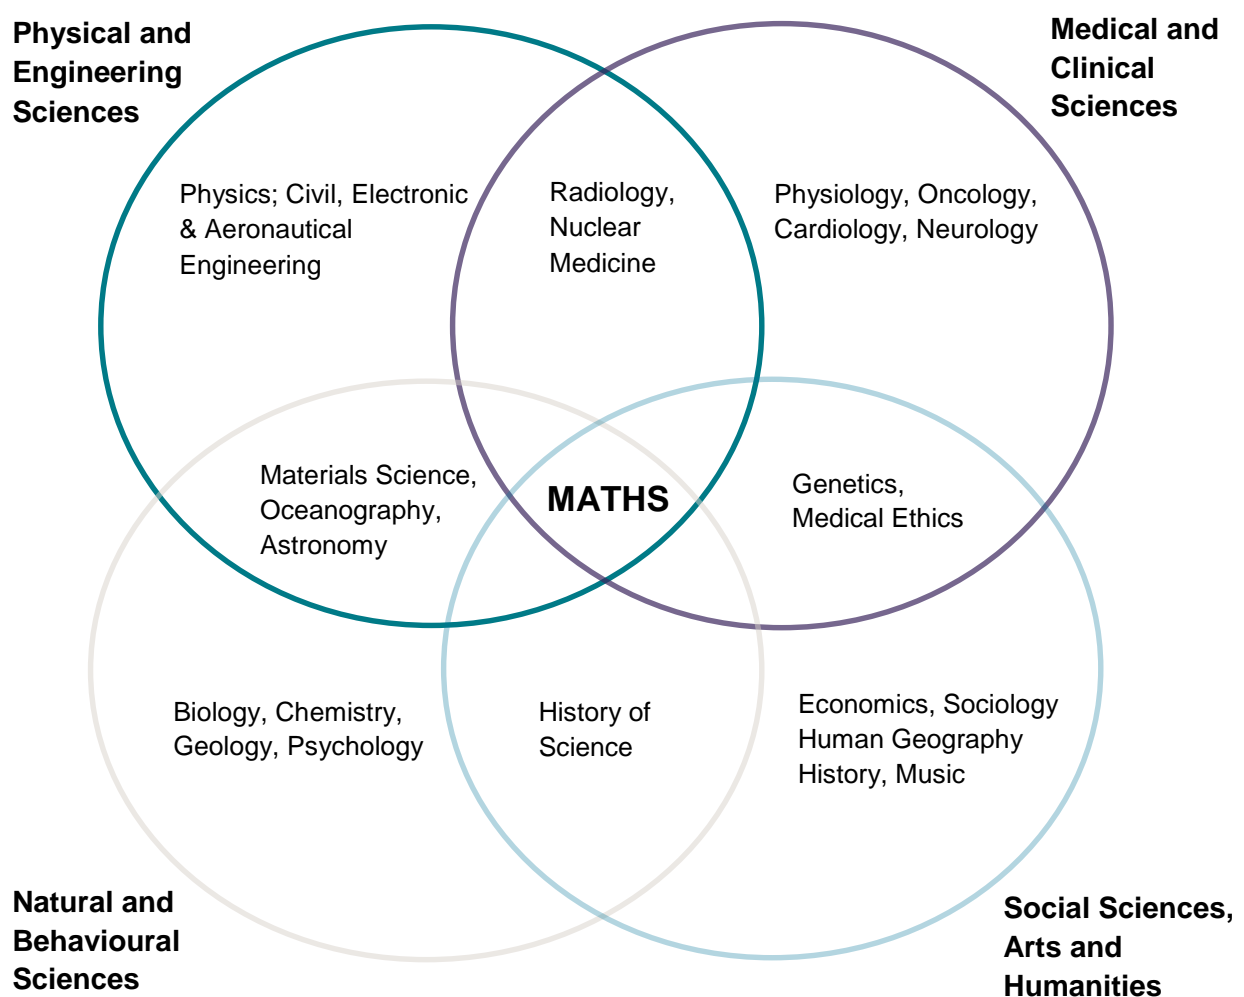 Physical and
Engineering
Sciences
Medical and
Clinical
Sciences
Physics; Civil, Electronic
& Aeronautical
Engineering
Radiology,
Nuclear
Medicine
Physiology, Oncology,
Cardiology, Neurology
Materials Science,
Oceanography,
Astronomy
MATHS
Genetics,
Medical Ethics
Biology, Chemistry,
Geology, Psychology
History of
Science
Economics, Sociology
Human Geography
History, Music
Natural and
Behavioural
Sciences
Social Sciences,
Arts and
Humanities